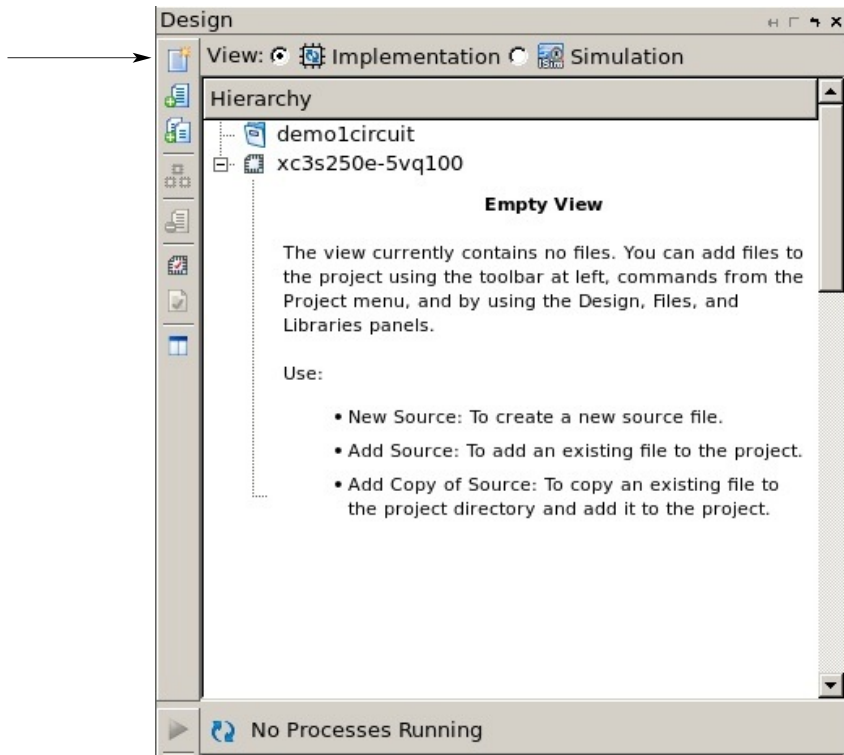 Design
View: Implementation iSim Simulation
Hierarchy
demo1circuit
xc3s250e-5vq100
Empty View
The view currently contains no files. You can add files to
the project using the toolbar at left, commands from the
Project menu, and by using the Design, Files, and
Libraries panels.
Use:
• New Source: To create a new source file.
• Add Source: To add an existing file to the project.
• Add Copy of Source: To copy an existing file to
the project directory and add it to the project.
No Processes Running